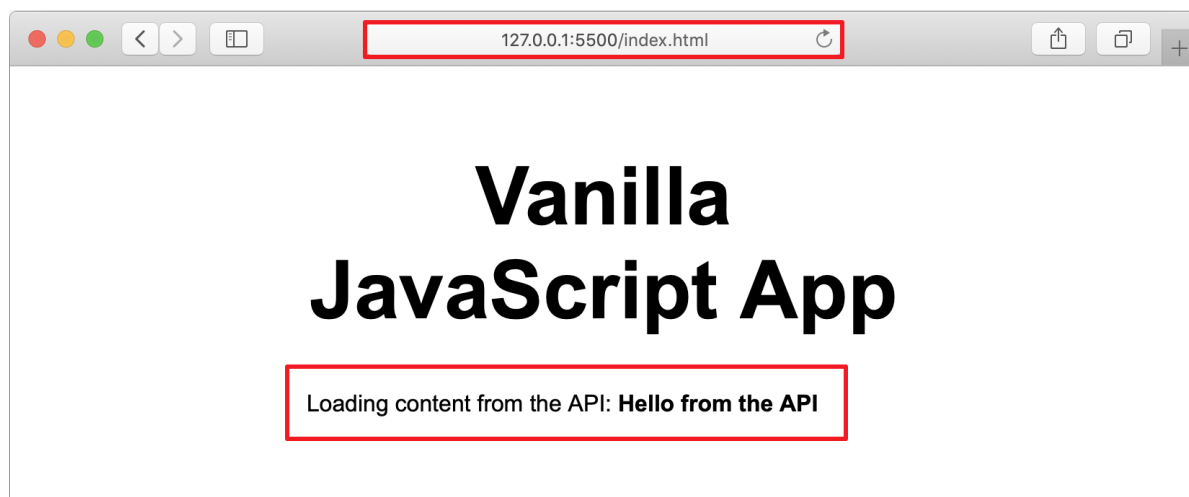 127.0.0.1:5500/index.html
Vanilla
JavaScript App
Loading content from the API: Hello from the API